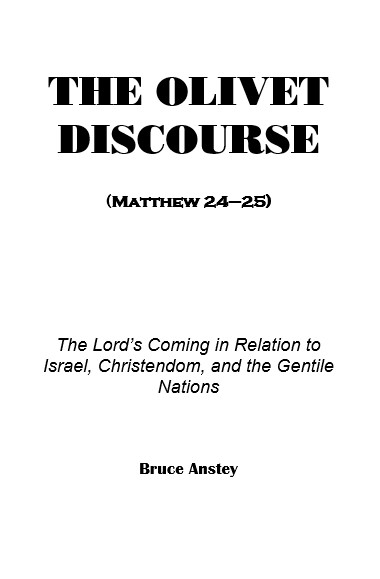 THE OLIVET
DISCOURSE
(MATTHEW 24–25)
The Lord's Coming in Relation to
Israel, Christendom, and the Gentile
Nations
Bruce Anstey